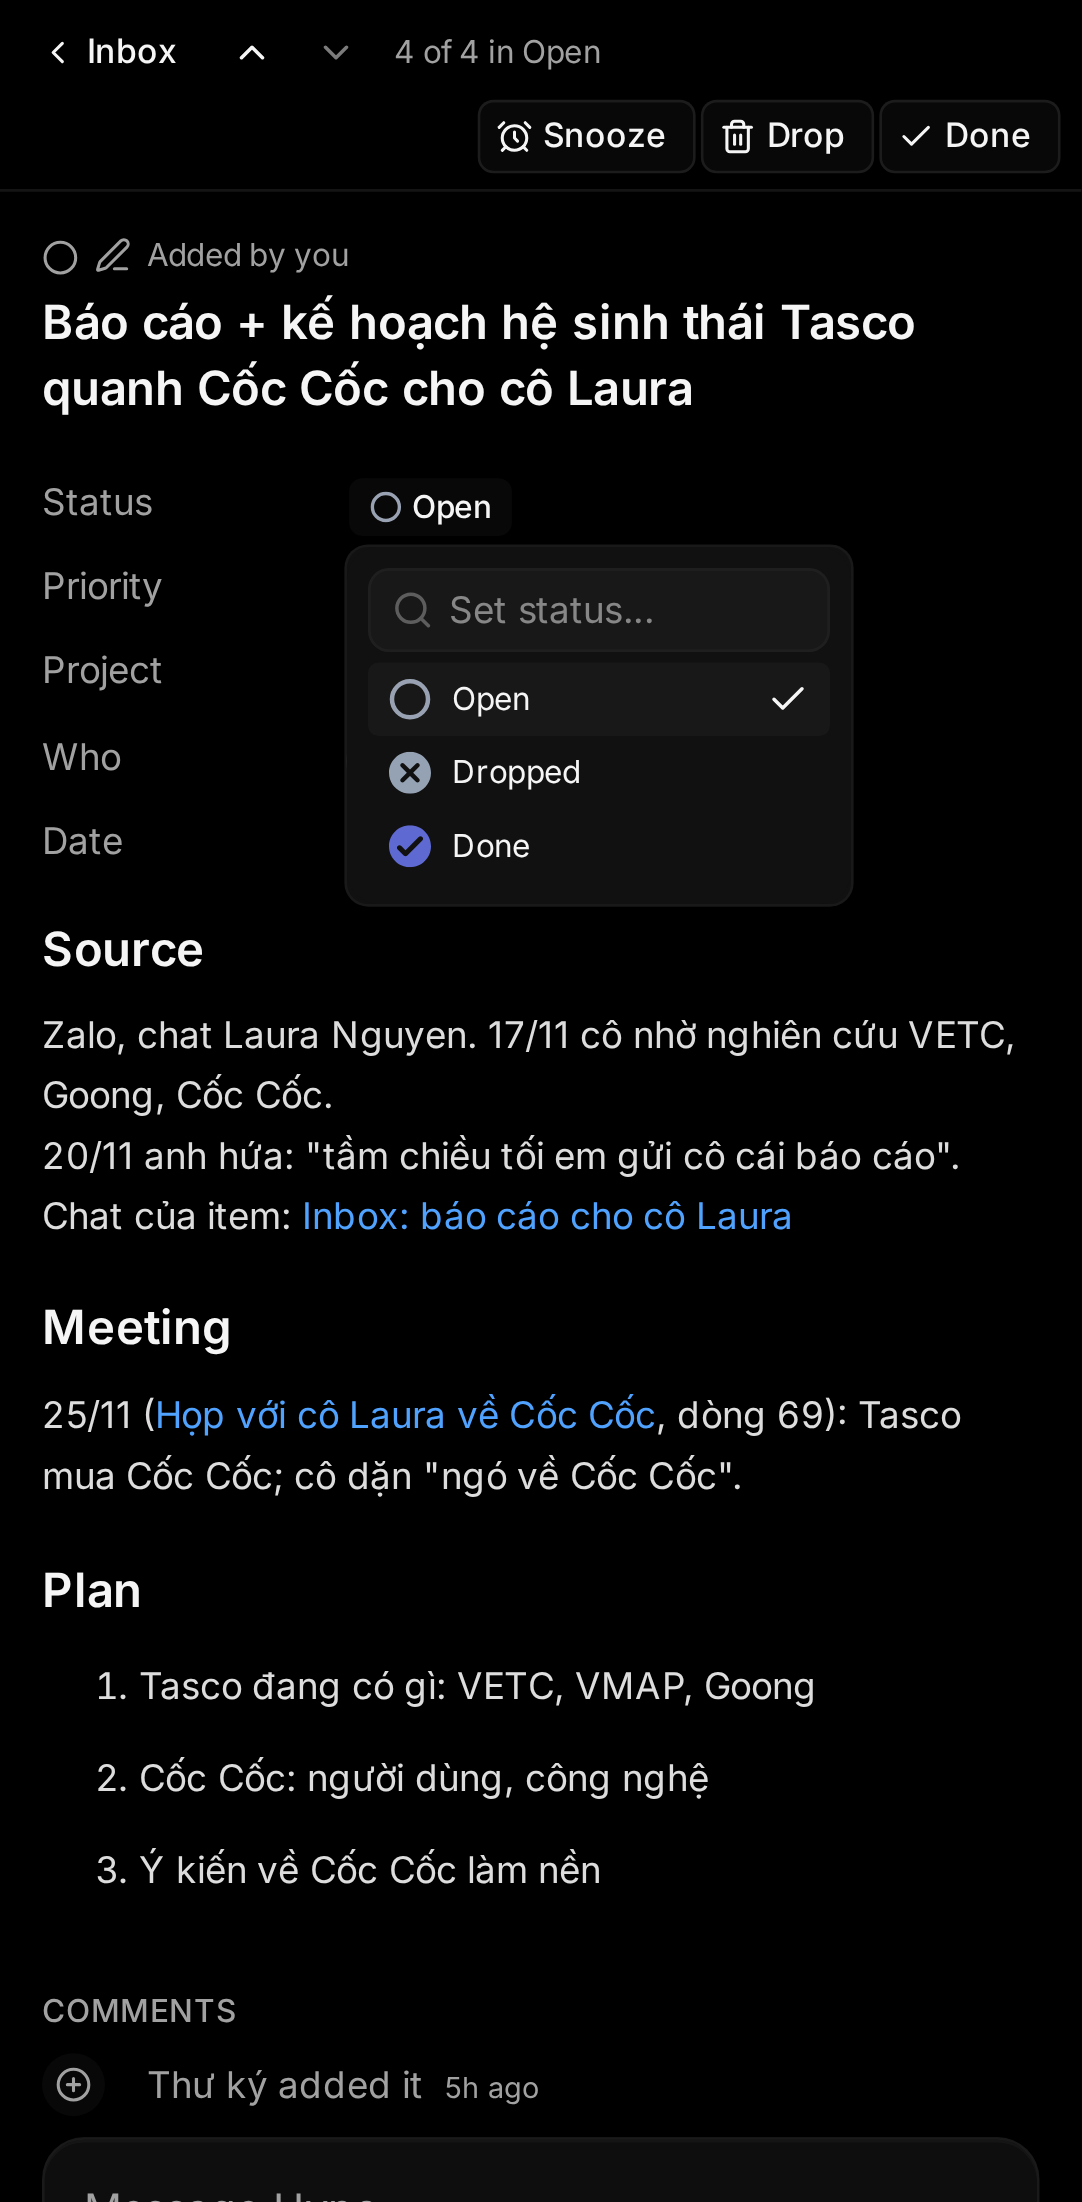 Inbox
4 of 4 in Open
Snooze
Drop
Done
Added by you
Báo cáo + kế hoạch hệ sinh thái Tasco
quanh Cốc Cốc cho cô Laura
Status
Open
Priority
Set status...
Project
Open
Who
Dropped
Date
Done
Source
Zalo, chat Laura Nguyen. 17/11 cô nhờ nghiên cứu VETC,
Goong, Cốc Cốc.
20/11 anh hứa: "tầm chiều tối em gửi cô cái báo cáo".
Chat của item: Inbox: báo cáo cho cô Laura
Meeting
25/11 (Họp với cô Laura về Cốc Cốc, dòng 69): Tasco
mua Cốc Cốc; cô dặn "ngó về Cốc Cốc".
Plan
1. Tasco đang có gì: VETC, VMAP, Goong
2. Cốc Cốc: người dùng, công nghệ
3. Ý kiến về Cốc Cốc làm nền
COMMENTS
Thư ký added it 5h ago
Message